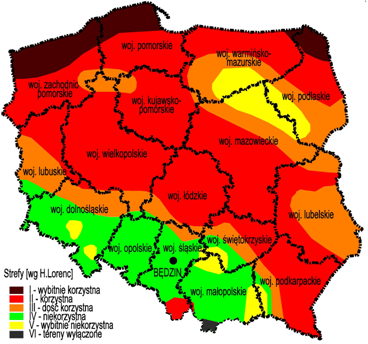 woj. pomorskie
woj. warmińsko-
mazurskie
woj. zachodnio
pomorskie
woj. podlaskie
woj. kujawsko-
pomorskie
woj. mazowieckie
woj. wielkopolskie
woj. lubuskie
woj. łódzkie
woj. dolnośląskie
woj. lubelskie
woj. opolskie
woj. śląskie
woj. świętokrzyskie
BĘDZIN
woj. podkarpackie
woj. małopolskie
Strefy [wg H.Lorenc]
I - wybitnie korzystna
II - korzystna
III - dość korzystna
IV - niekorzystna
V - wybitnie niekorzystna
VI - tereny wyłączone